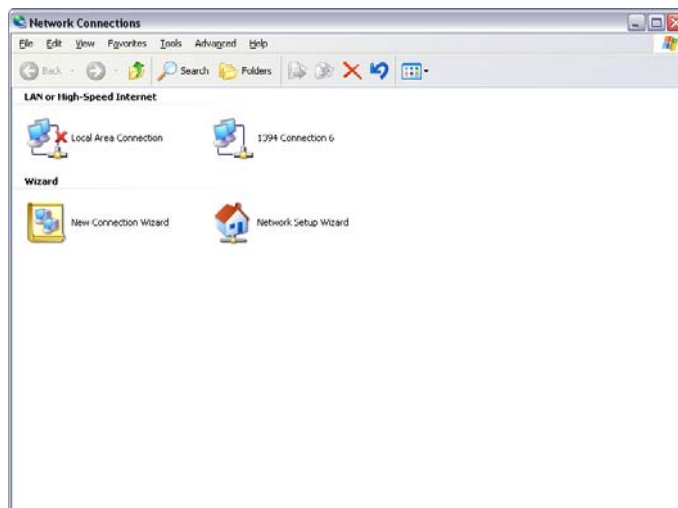 Network Connections
File Edit View Favorites Tools Advanced Help
Back Search Folders
LAN or High-Speed Internet
Local Area Connection
1394 Connection 6
Wizard
New Connection Wizard
Network Setup Wizard